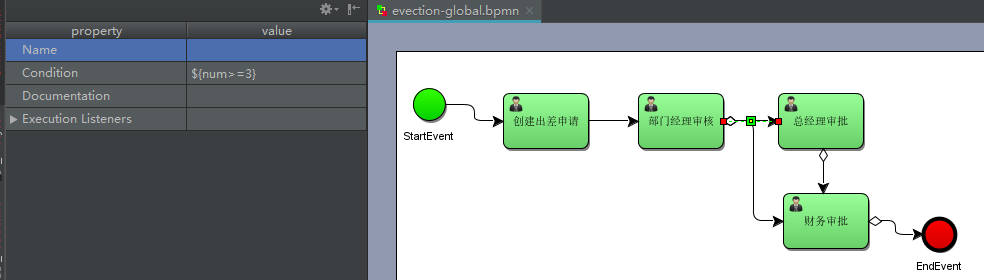 property value
Name
Condition ${num>=3}
Documentation
Execution Listeners
evection-global.bpmn
StartEvent
创建出差申请
部门经理审核
总经理审批
财务审批
EndEvent